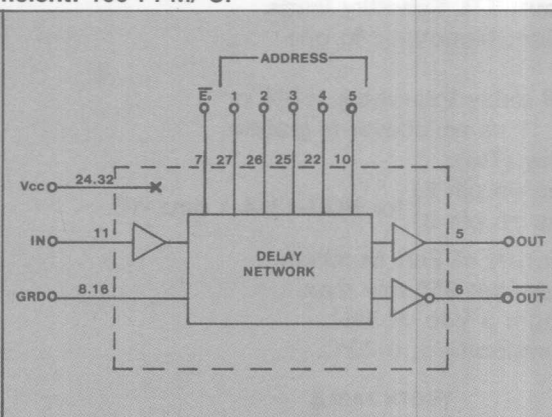 ADDRESS
1 2 3 4 5
7 27 26 25 22 10
Vcc 24.32
IN 11
DELAY
NETWORK
5 OUT
GRD 8.16
6 OUT